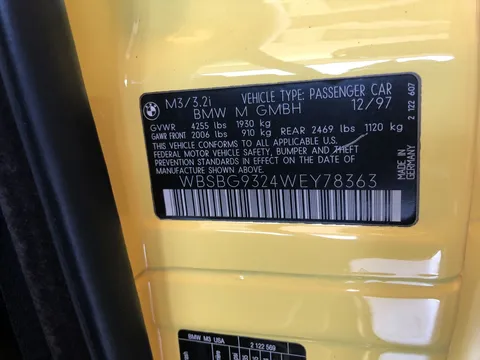 BMW
M3/3.2i VEHICLE TYPE: PASSENGER CAR
BMW M GMBH 12/97
GVWR 4255 lbs 1930 kg
GAWR FRONT 2006 lbs 910 kg REAR 2469 lbs 1120 kg
THIS VEHICLE CONFORMS TO ALL APPLICABLE U.S.
FEDERAL MOTOR VEHICLE SAFETY, BUMPER, AND THEFT
PREVENTION STANDARDS IN EFFECT ON THE DATE OF
MANUFACTURE SHOWN ABOVE.
WBSBG9324WEY78363
2 122 607
MADE IN
GERMANY
BMW M3 USA 2 122 569